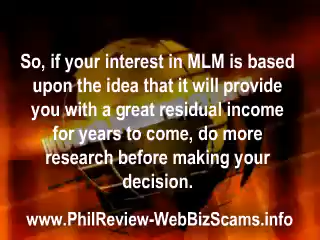 So, if your interest in MLM is based
upon the idea that it will provide
you with a great residual income
for years to come, do more
research before making your
decision.
www.PhilReview-WebBizScams.info